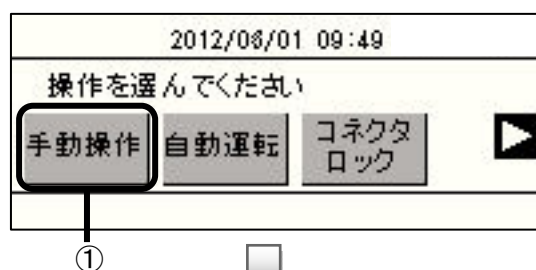 2012/06/01 09:49
操作を選んでください
手動操作 自動運転 コネクタ
ロック
①